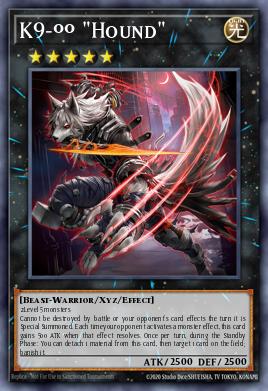 K9-00 "Hound"
光
[Beast-Warrior/Xyz/Effect]
2 Level 5 monsters
Cannot be destroyed by battle or your opponent's card effects the turn it is
Special Summoned. Each time your opponent activates a monster effect, this card
gains 500 ATK when that effect resolves. Once per turn, during the Standby
Phase: You can detach 1 material from this card, then target 1 card on the field;
banish it.
ATK/2500 DEF/2500
Replica - Not For Use in Sanctioned Tournaments
©2020 Studio Dice/SHUEISHA, TV TOKYO, KONAMI